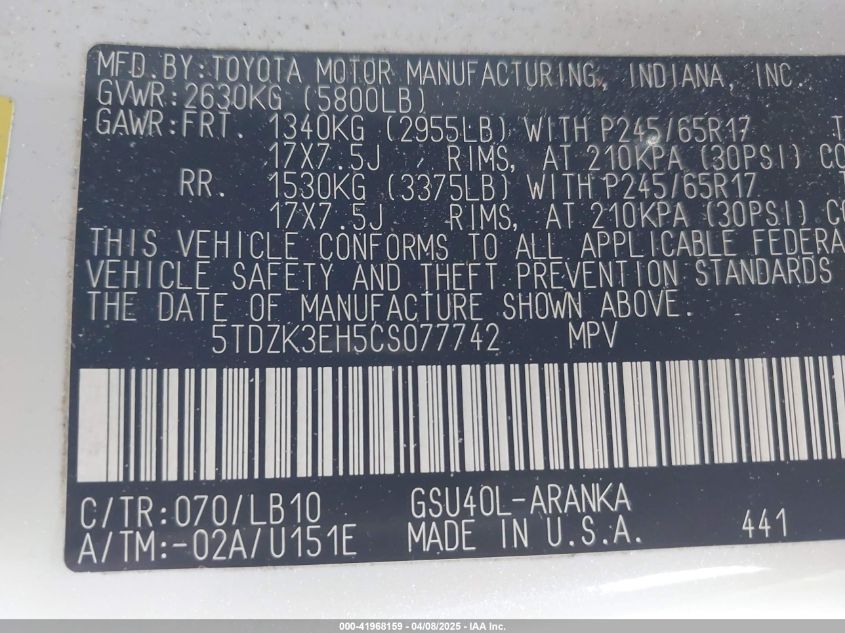 MFD. BY: TOYOTA MOTOR MANUFACTURING, INDIANA, INC.
GVWR: 2630KG (5800LB)
GAWR: FRT. 1340KG (2955LB) WITH P245/65R17
17X7.5J RIMS, AT 210KPA (30PSI)
RR. 1530KG (3375LB) WITH P245/65R17
17X7.5J RIMS, AT 210KPA (30PSI)
THIS VEHICLE CONFORMS TO ALL APPLICABLE
VEHICLE SAFETY AND THEFT PREVENTION STANDARDS
THE DATE OF MANUFACTURE SHOWN ABOVE.
5TDZK3EH5CS077742 MPV
C/TR: 070/LB10 GSU40L-ARANKA
A/TM: -02A/U151E MADE IN U.S.A. 441
000-41968159 - 04/08/2025 - IAA Inc.